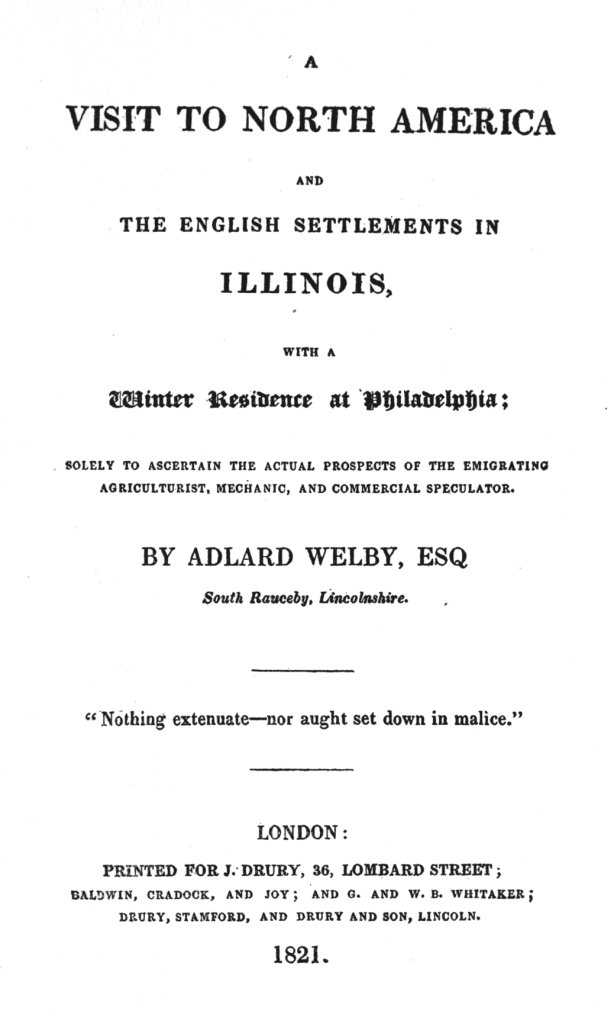 A
VISIT TO NORTH AMERICA
AND
THE ENGLISH SETTLEMENTS IN
ILLINOIS,
WITH A
Winter Residence at Philadelphia;
SOLELY TO ASCERTAIN THE ACTUAL PROSPECTS OF THE EMIGRATING
AGRICULTURIST, MECHANIC, AND COMMERCIAL SPECULATOR.
BY ADLARD WELBY, ESQ
South Rauceby, Lincolnshire.
"Nothing extenuate—nor aught set down in malice."
LONDON:
PRINTED FOR J. DRURY, 36, LOMBARD STREET;
BALDWIN, CRADOCK, AND JOY; AND G. AND W. B. WHITAKER;
DRURY, STAMFORD, AND DRURY AND SON, LINCOLN.
1821.